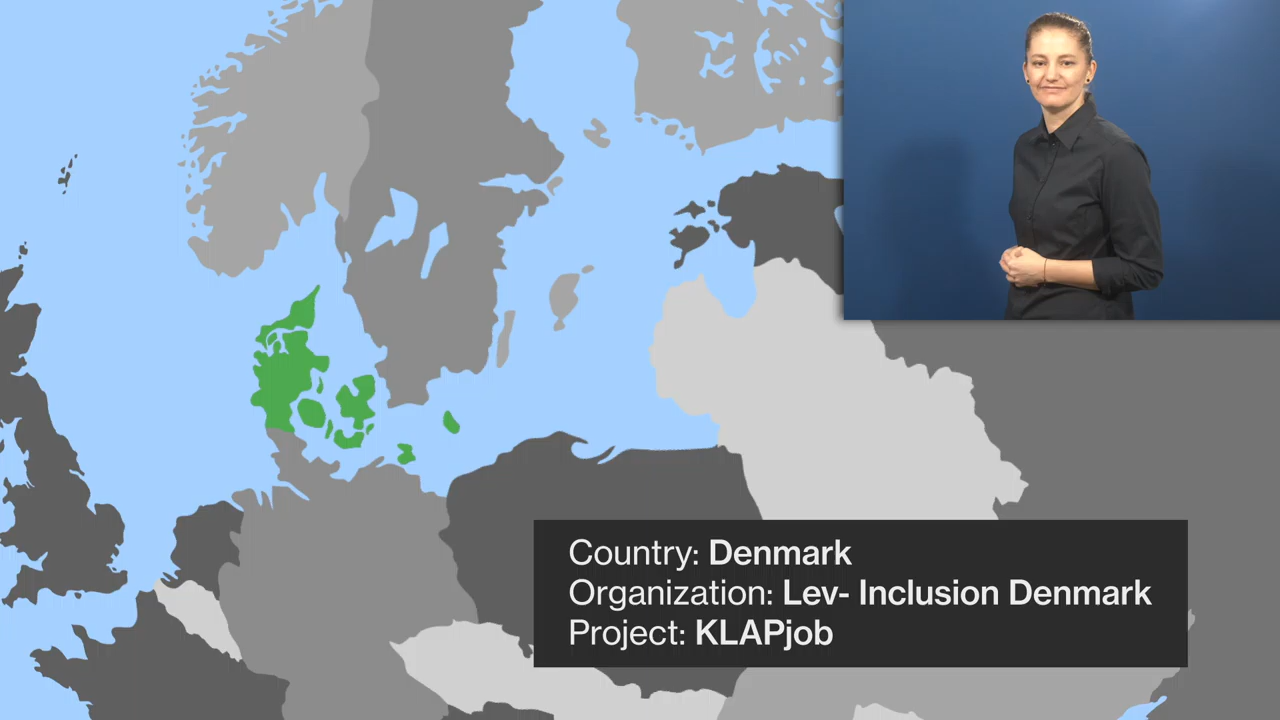 Country: Denmark
Organization: Lev- Inclusion Denmark
Project: KLAPjob